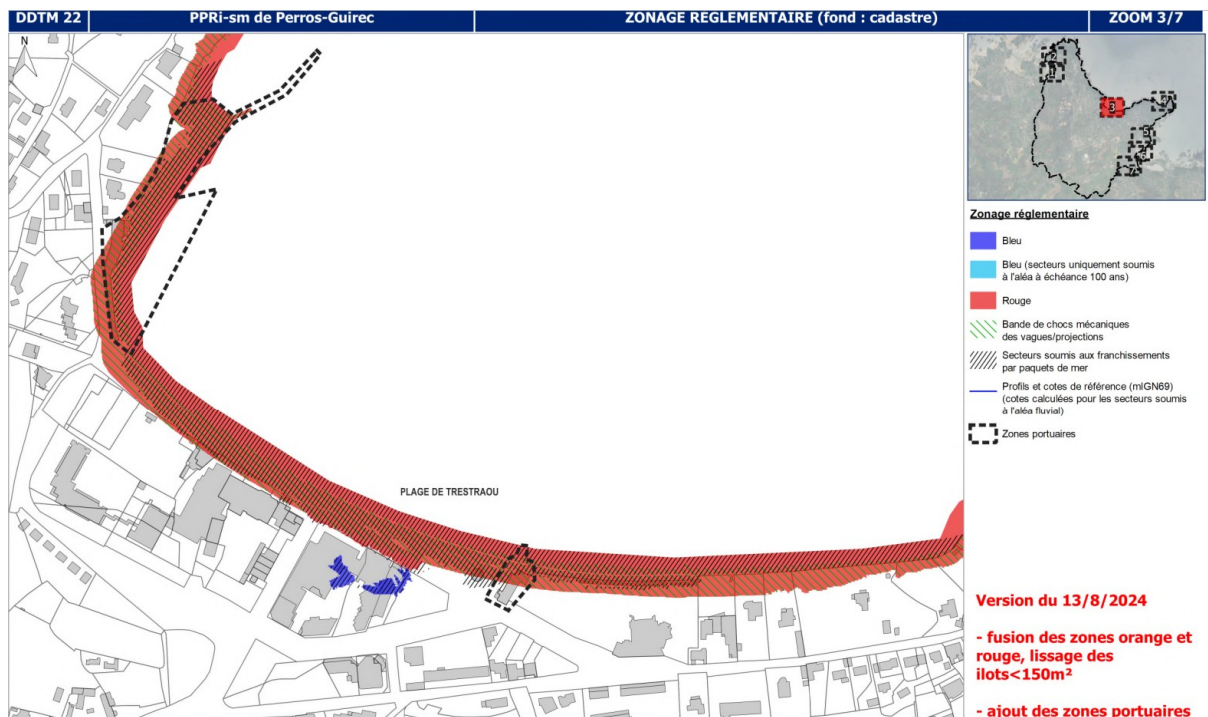 DDTM 22
PPRi-sm de Perros-Guirec
ZONAGE REGLEMENTAIRE (fond : cadastre)
ZOOM 3/7
N
PLAGE DE TRESTRAOU
3
Zonage réglementaire
Bleu
Bleu (secteurs uniquement soumis
à l'aléa à échéance 100 ans)
Rouge
Bande de chocs mécaniques
des vagues/projections
Secteurs soumis aux franchissements
par paquets de mer
Profils et cotes de référence (mIGN69)
(cotes calculées pour les secteurs soumis
à l'aléa fluvial)
Zones portuaires
Version du 13/8/2024
- fusion des zones orange et
rouge, lissage des
ilots<150m²
- ajout des zones portuaires